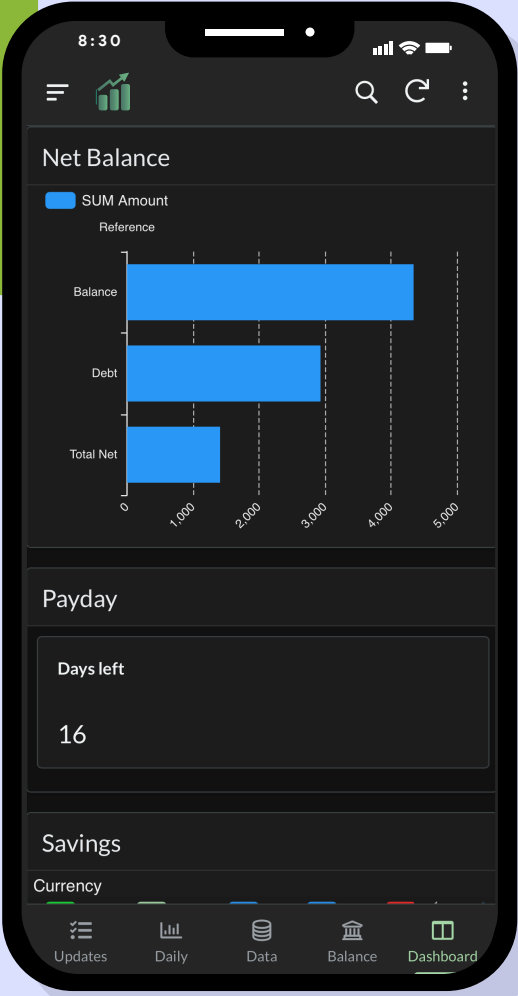 8:30
Net Balance
SUM Amount
Reference
Balance
Debt
Total Net
0 1,000 2,000 3,000 4,000 5,000
Payday
Days left
16
Savings
Currency
Updates Daily Data Balance Dashboard